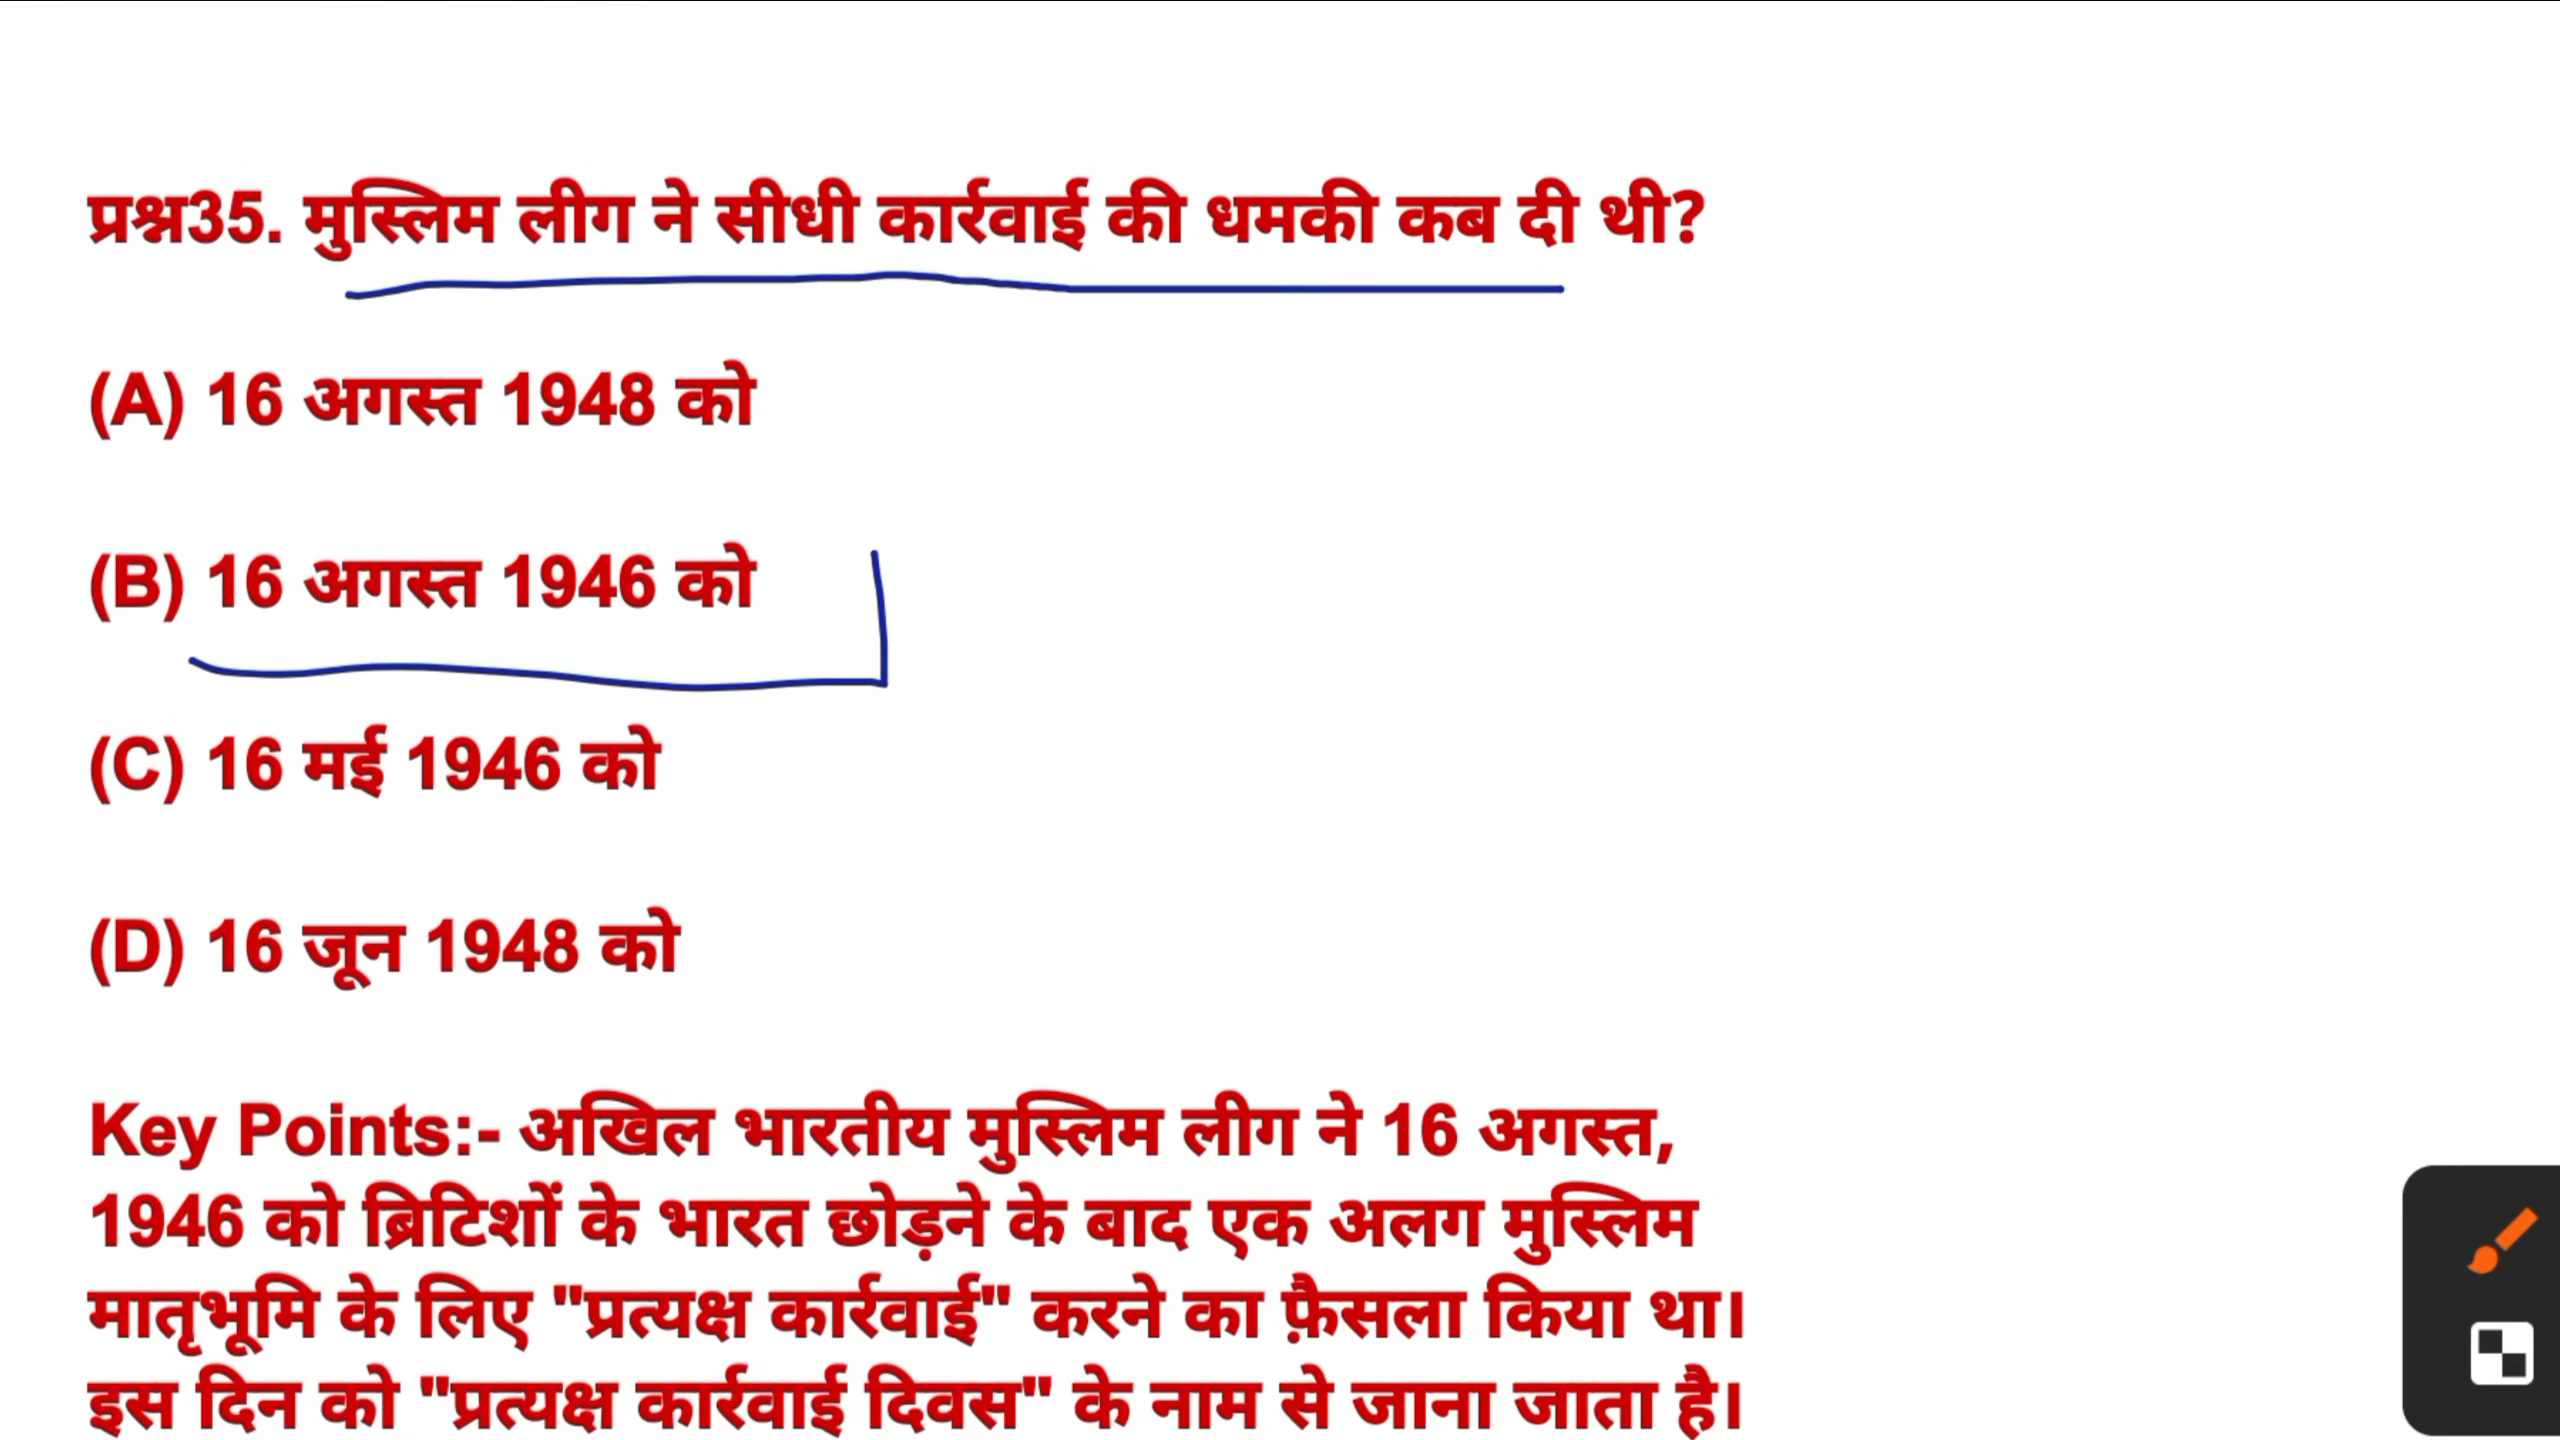 प्रश्न35. मुस्लिम लीग ने सीधी कार्रवाई की धमकी कब दी थी?
(A) 16 अगस्त 1948 को
(B) 16 अगस्त 1946 को
(C) 16 मई 1946 को
(D) 16 जून 1948 को
Key Points:- अखिल भारतीय मुस्लिम लीग ने 16 अगस्त,
1946 को ब्रिटिशों के भारत छोड़ने के बाद एक अलग मुस्लिम
मातृभूमि के लिए "प्रत्यक्ष कार्रवाई" करने का फ़ैसला किया था।
इस दिन को "प्रत्यक्ष कार्रवाई दिवस" के नाम से जाना जाता है।